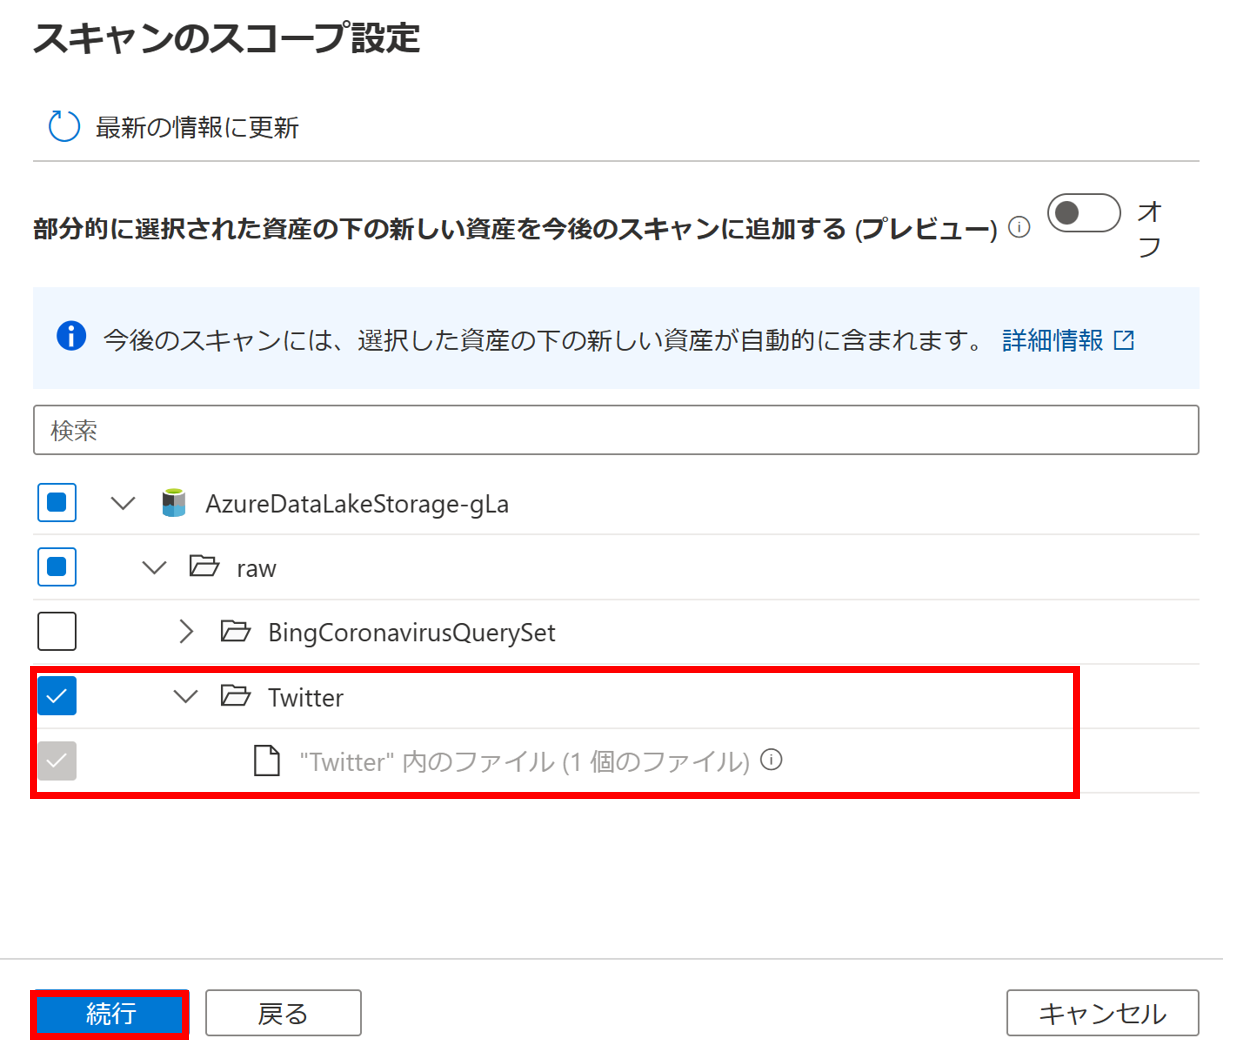 スキャンのスコープ設定
最新の情報に更新
部分的に選択された資産の下の新しい資産を今後のスキャンに追加する (プレビュー)
オ
フ
今後のスキャンには、選択した資産の下の新しい資産が自動的に含まれます。 詳細情報
検索
AzureDataLakeStorage-gLa
raw
BingCoronavirusQuerySet
Twitter
"Twitter" 内のファイル (1 個のファイル)
続行 戻る キャンセル